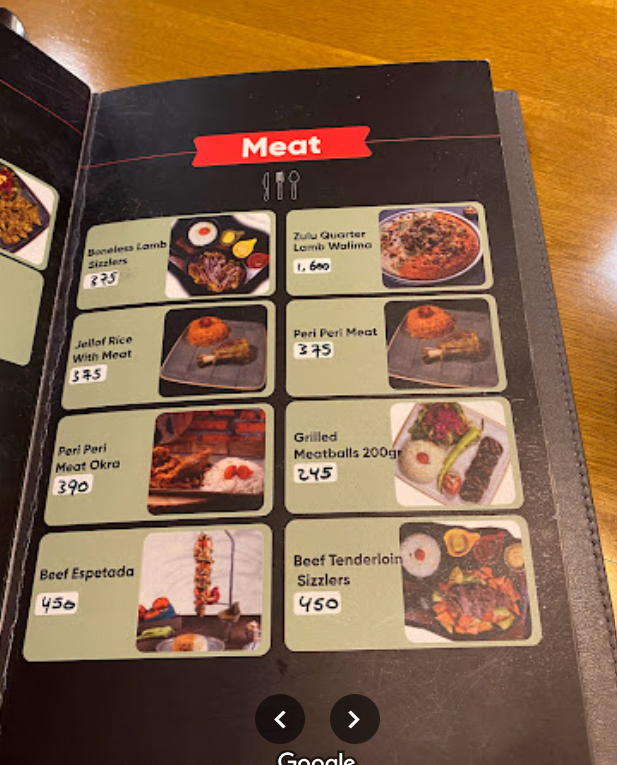 Meat
Boneless Lamb
Sizzlers
375
Zulu Quarter
Lamb Walima
1,600
Jellof Rice
With Meat
375
Peri Peri Meat
375
Peri Peri
Meat Okra
390
Grilled
Meatballs 200gr
245
Beef Espetada
450
Beef Tenderloin
Sizzlers
450
Google